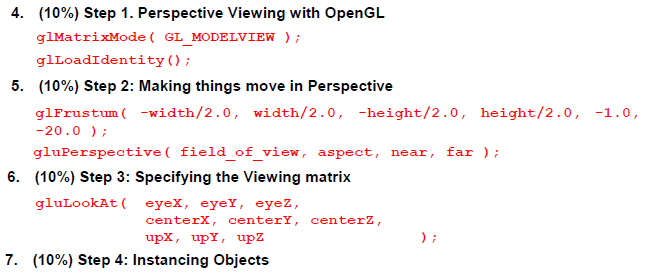 4. (10%) Step 1. Perspective Viewing with OpenGL
glMatrixMode( GL_MODELVIEW );
glLoadIdentity();
5. (10%) Step 2: Making things move in Perspective
glFrustum( -width/2.0, width/2.0, -height/2.0, height/2.0, -1.0,
-20.0 );
gluPerspective( field_of_view, aspect, near, far );
6. (10%) Step 3: Specifying the Viewing matrix
gluLookAt( eyeX, eyeY, eyeZ,
centerX, centerY, centerZ,
upX, upY, upZ );
7. (10%) Step 4: Instancing Objects